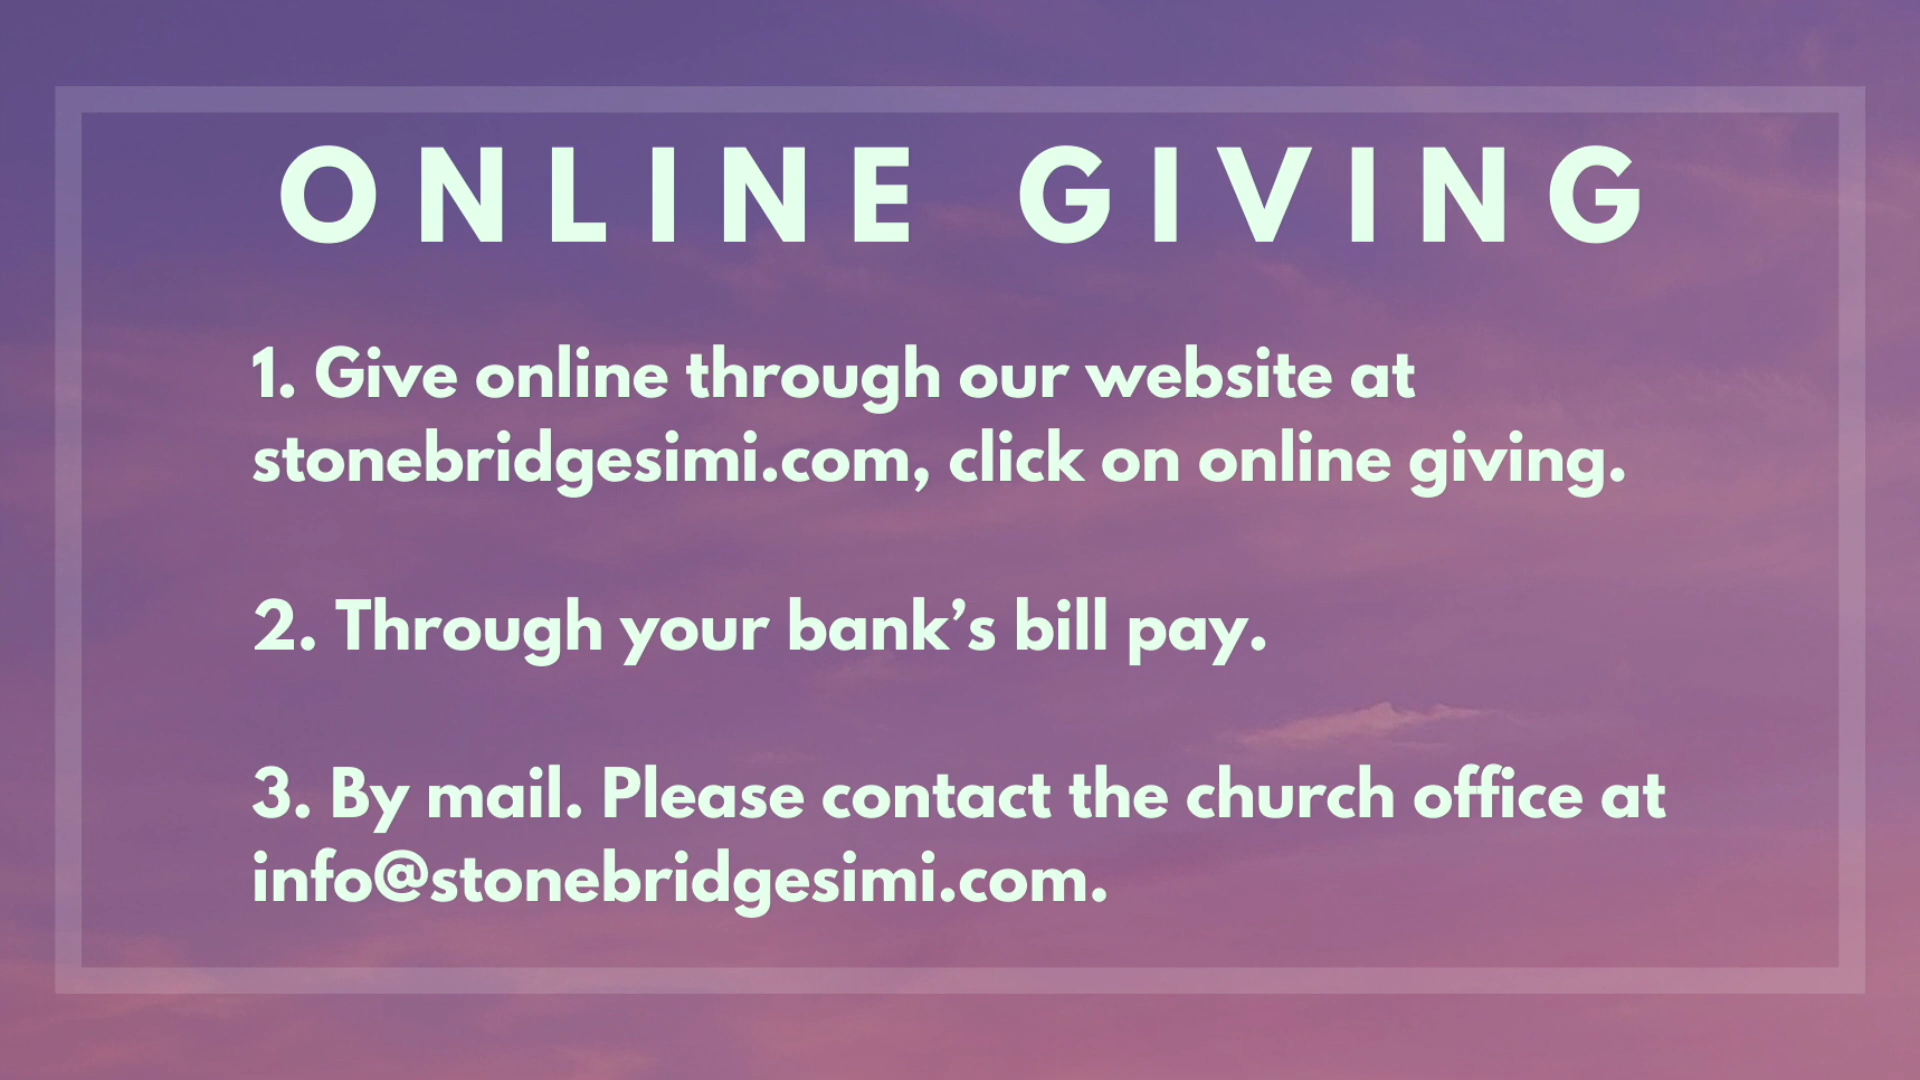 ONLINE GIVING
1. Give online through our website at
stonebridgesimi.com, click on online giving.
2. Through your bank’s bill pay.
3. By mail. Please contact the church office at
info@stonebridgesimi.com.